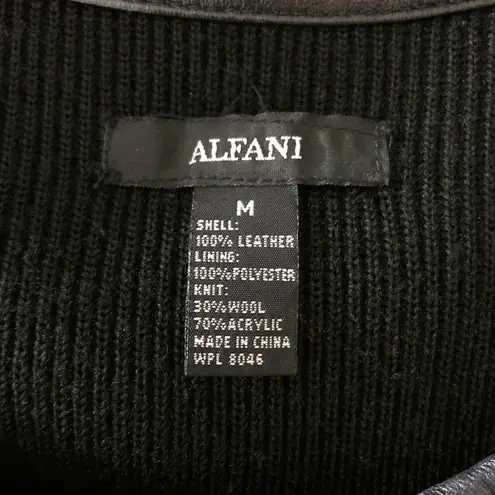 ALFANI
M
SHELL:
100% LEATHER
LINING:
100%POLYESTER
KNIT:
30%WOOL
70%ACRYLIC
MADE IN CHINA
WPL 8046